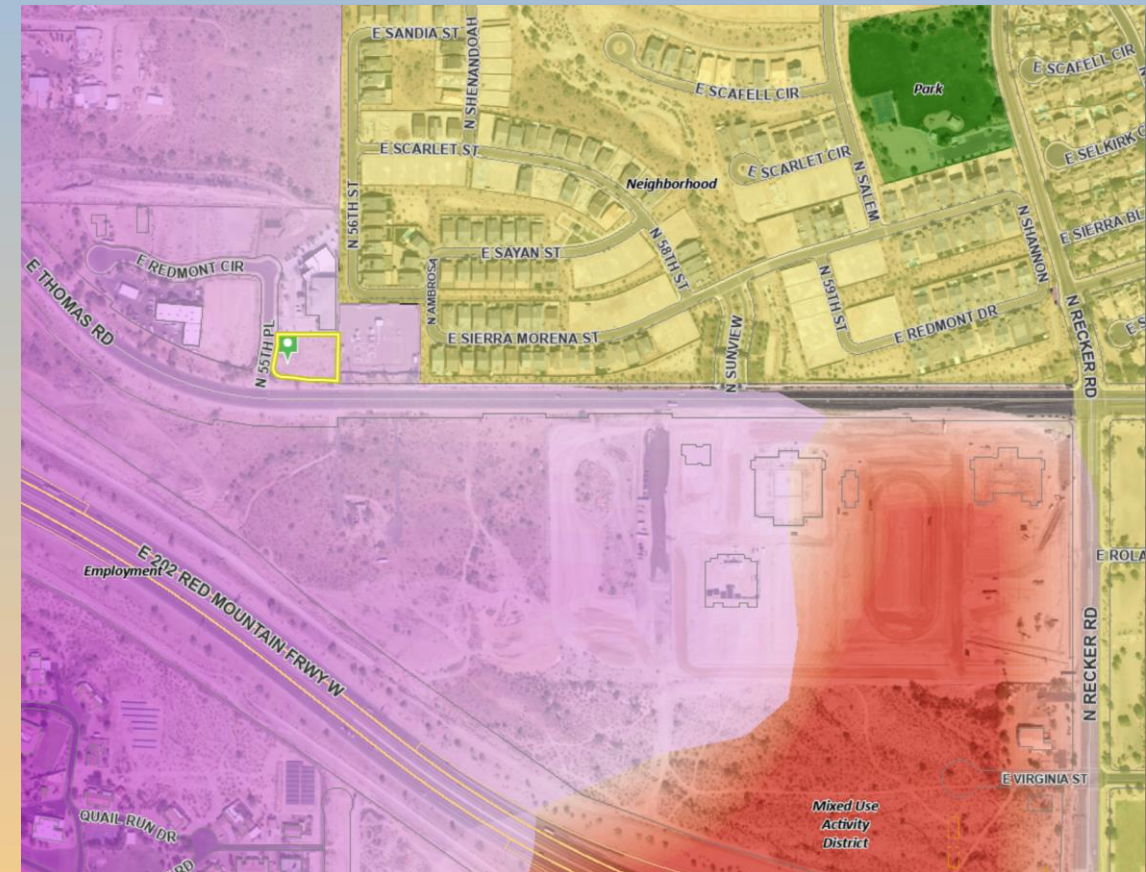 E SANDIA ST
N SHENANDOAH
E SCAFELL CIR
Park
E SCAFELL CIR
E SELKIRK
E SCARLET ST
E SCARLET CIR
Neighborhood
N SALEM
N 56TH ST
N SHANNON
E SIERRA BL
E SAYAN ST
N 58TH ST
N AMBROSA
E REDMONT CIR
E THOMAS RD
N 55TH PL
E SIERRA MORENA ST
N 59TH ST
E REDMONT DR
N SUNVIEW
N RECKER RD
E ROLA
E 202 RED MOUNTAIN FRWY W
Employment
N RECKER RD
E VIRGINIA ST
Mixed Use
Activity
District
QUAIL RUN DR
RD